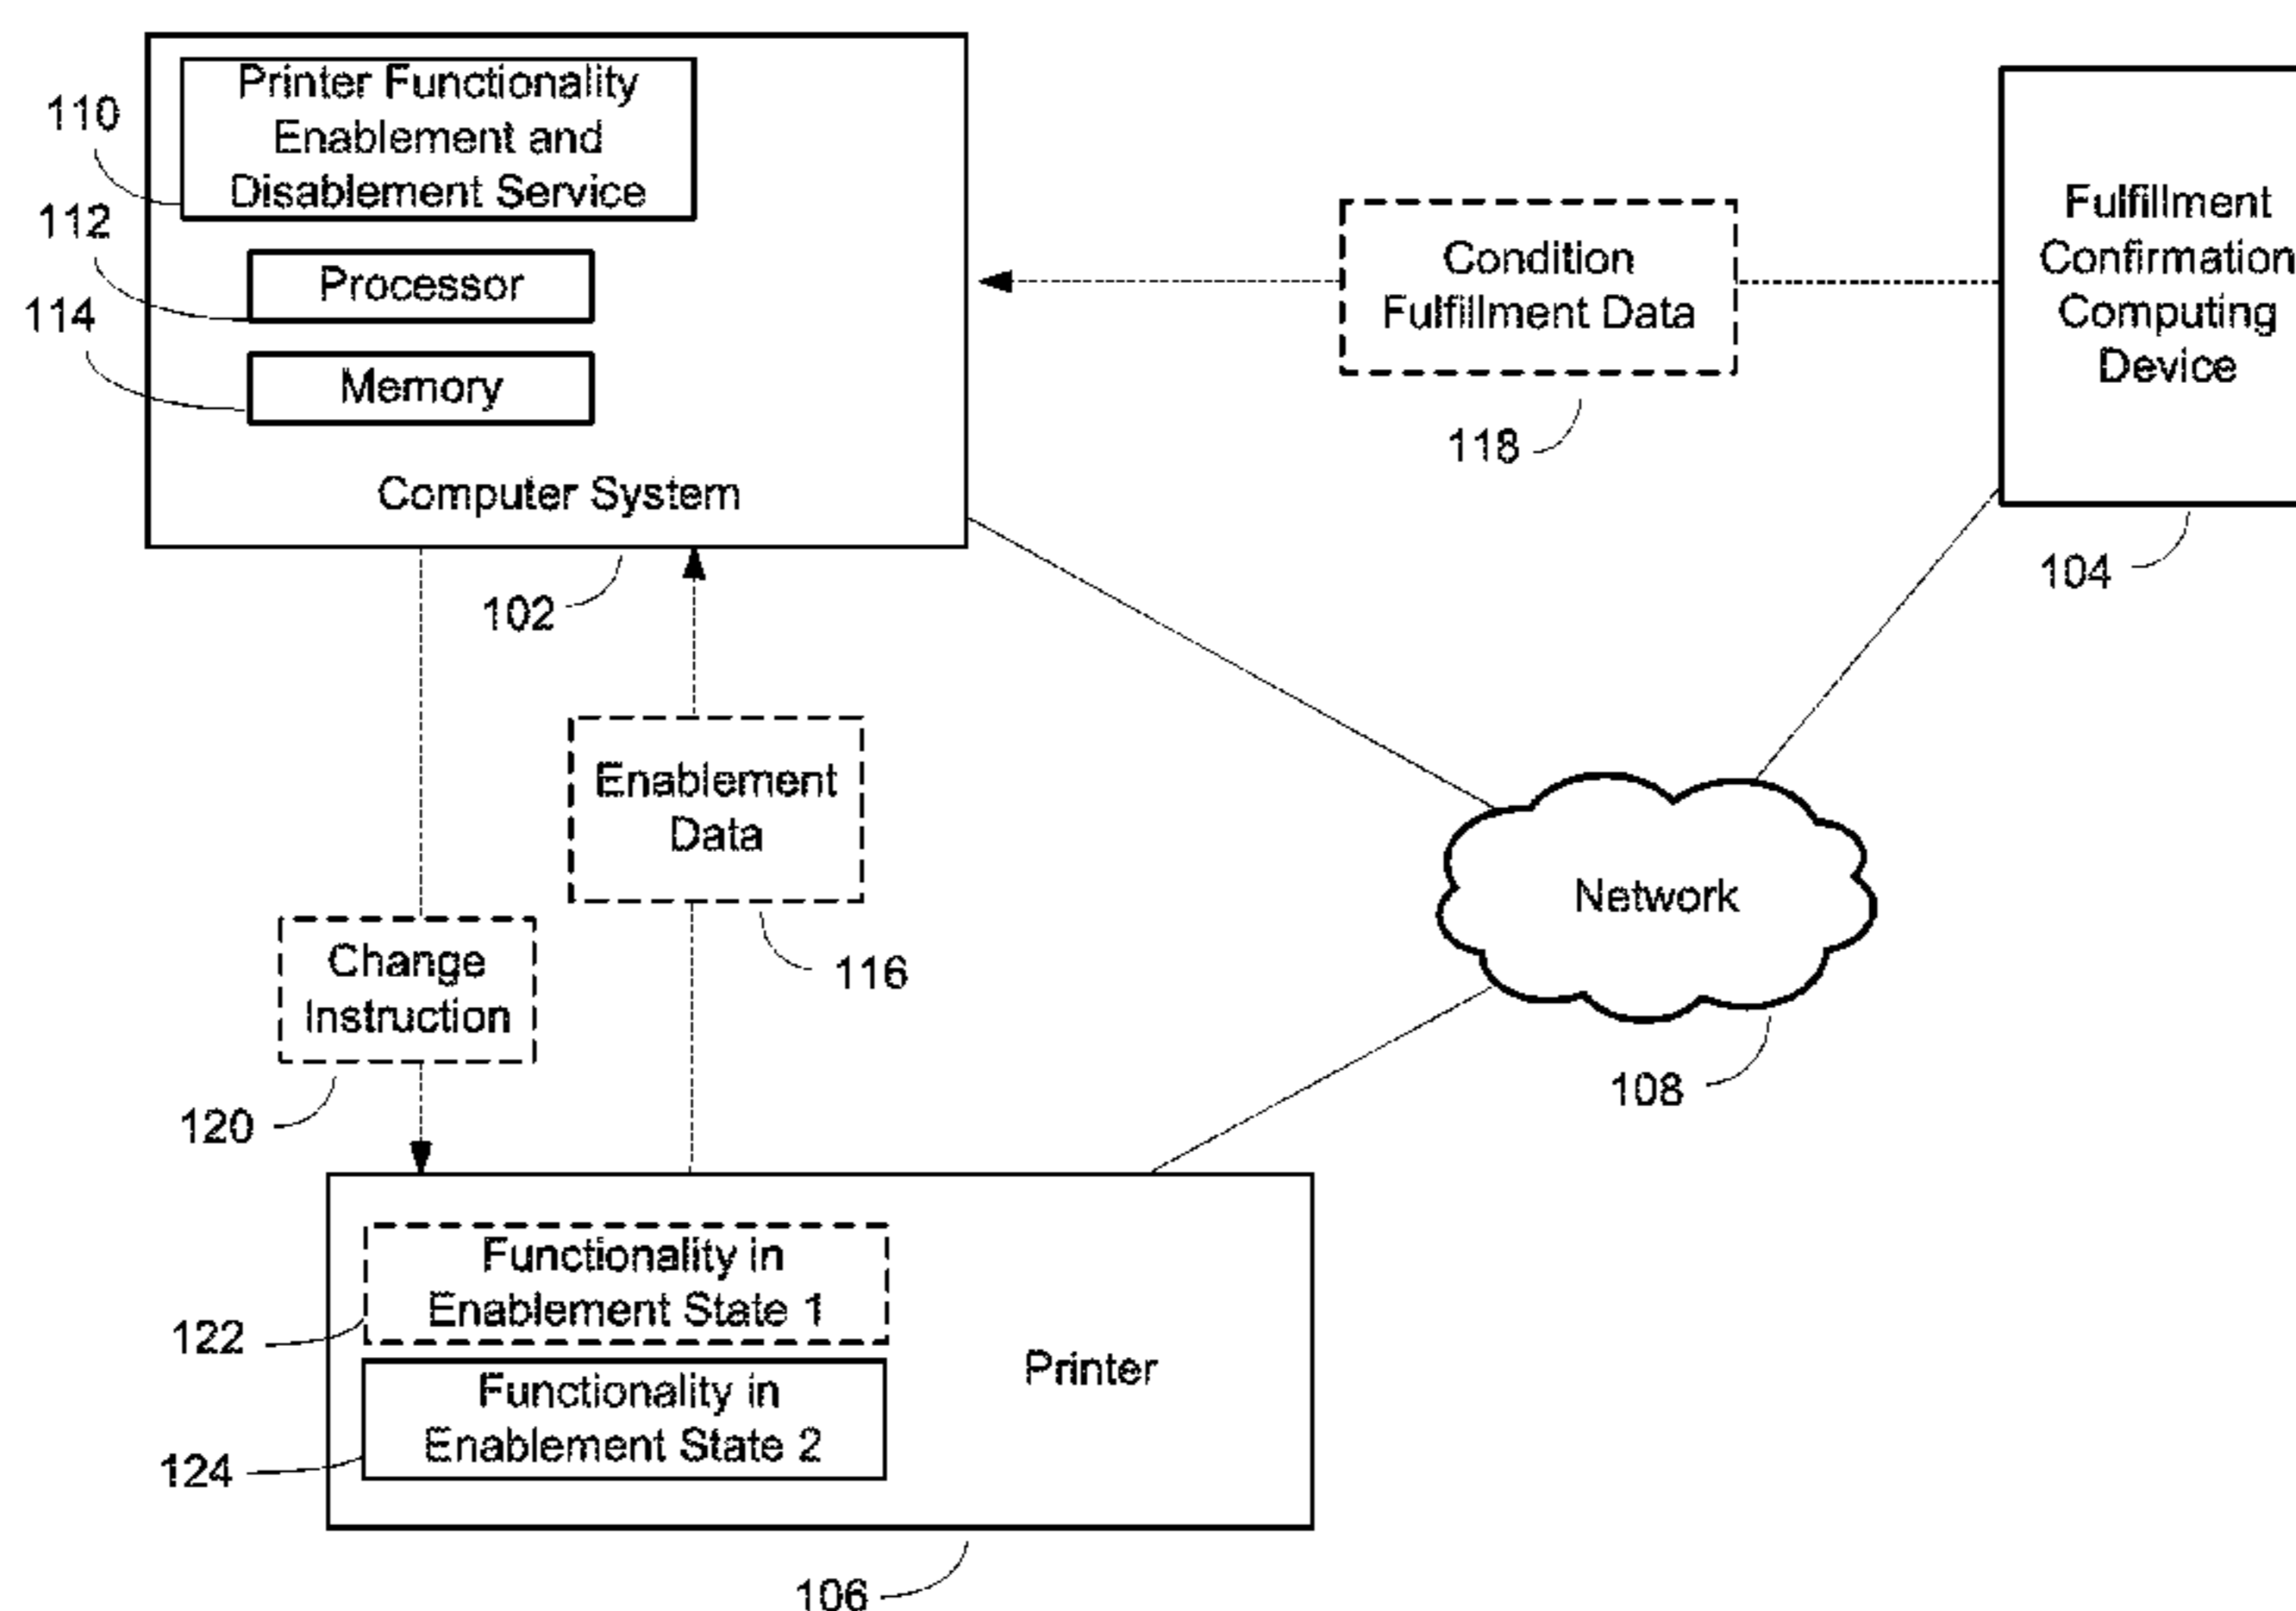 Printer Functionality
Enablement and
Disablement Service
110
112
Processor
114
Memory
Computer System
102
Condition
Fulfillment Data
118
Fulfillment
Confirmation
Computing
Device
104
Enablement
Data
116
Change
Instruction
120
Network
108
Functionality in
Enablement State 1
122
Functionality in
Enablement State 2
124
Printer
106